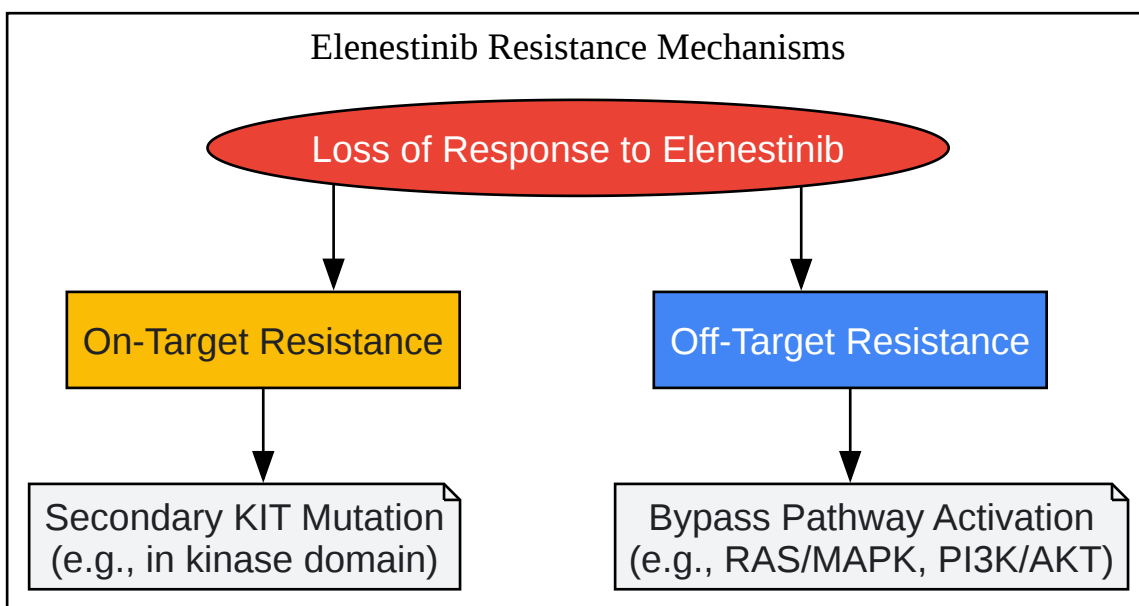 Elenestinib Resistance Mechanisms
Loss of Response to Elenestinib
On-Target Resistance
Off-Target Resistance
Secondary KIT Mutation
(e.g., in kinase domain)
Bypass Pathway Activation
(e.g., RAS/MAPK, PI3K/AKT)